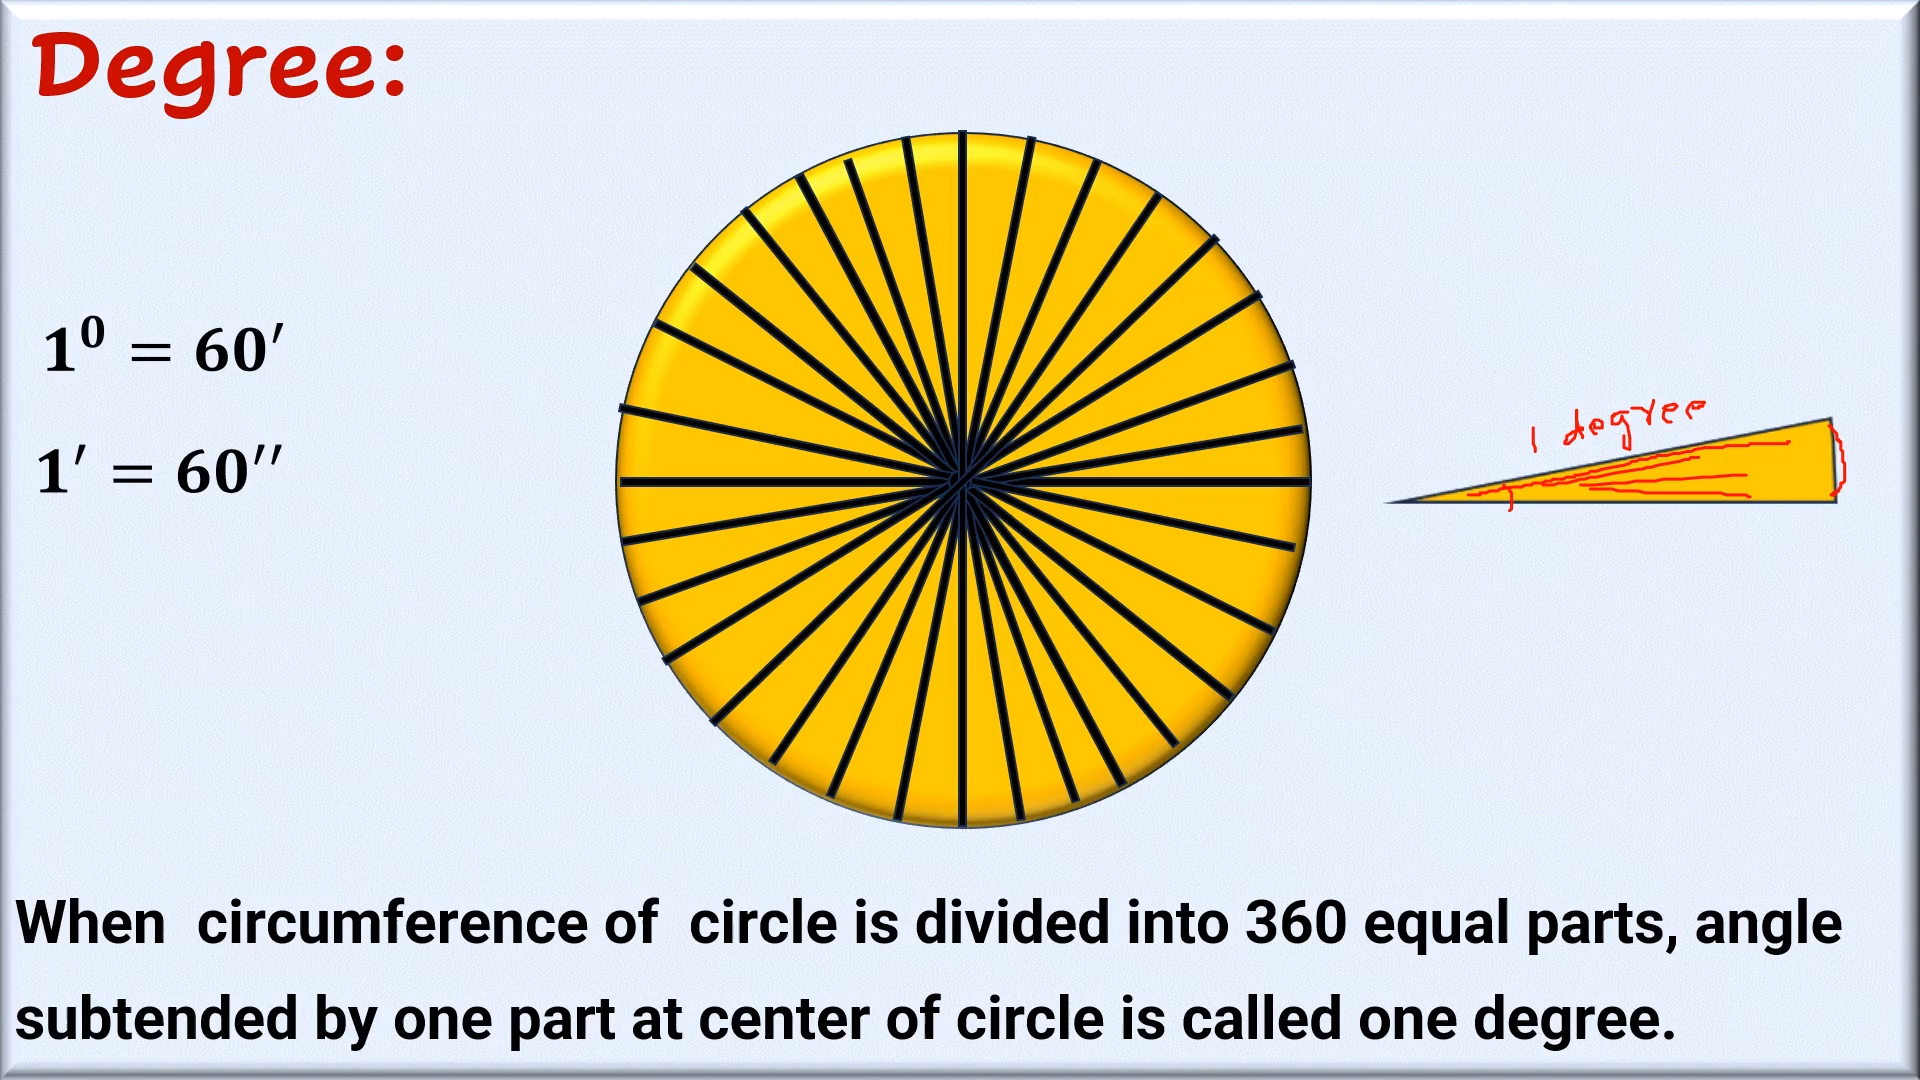 Degree:
1⁰ = 60′
1′ = 60″
1 degree
When circumference of circle is divided into 360 equal parts, angle
subtended by one part at center of circle is called one degree.